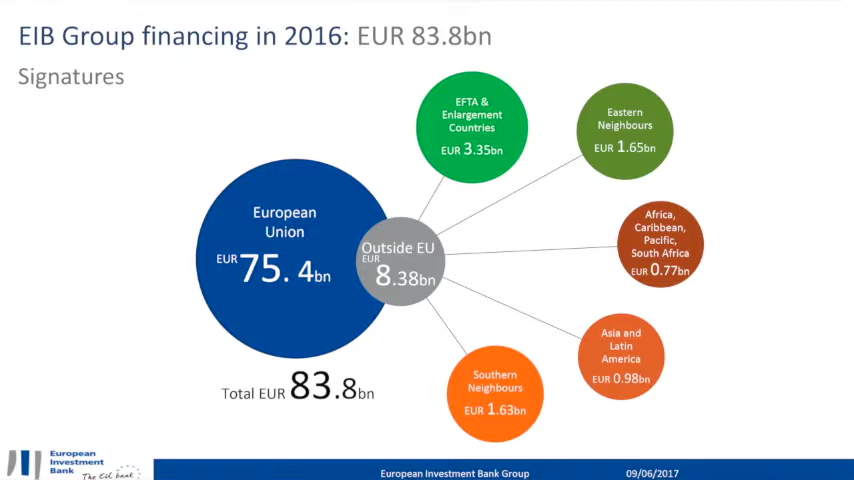 EIB Group financing in 2016: EUR 83.8bn
Signatures
EFTA &
Enlargement
Countries
EUR 3.35bn
Eastern
Neighbours
EUR 1.65bn
European
Union
EUR 75. 4bn
Outside EU
EUR
8.38bn
Africa,
Caribbean,
Pacific,
South Africa
EUR 0.77bn
Asia and
Latin
America
EUR 0.98bn
Southern
Neighbours
EUR 1.63bn
Total EUR 83.8bn
European
Investment
Bank
The EU bank
European Investment Bank Group
09/06/2017